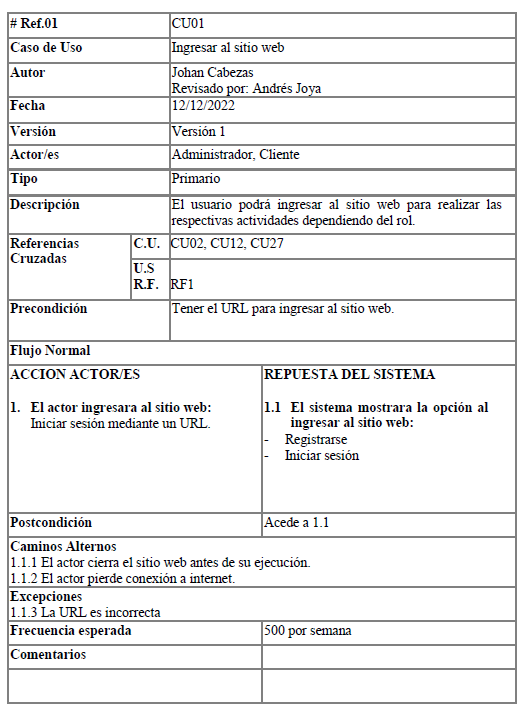 # Ref.01 CU01
Caso de Uso Ingresar al sitio web
Autor Johan Cabezas
Revisado por: Andrés Joya
Fecha 12/12/2022
Versión Versión 1
Actor/es Administrador, Cliente
Tipo Primario
Descripción El usuario podrá ingresar al sitio web para realizar las
respectivas actividades dependiendo del rol.
Referencias C.U. CU02, CU12, CU27
Cruzadas
U.S
R.F. RF1
Precondición Tener el URL para ingresar al sitio web.
Flujo Normal
ACCION ACTOR/ES
1. El actor ingresara al sitio web:
Iniciar sesión mediante un URL.
REPUESTA DEL SISTEMA
1.1 El sistema mostrara la opción al
ingresar al sitio web:
- Registrarse
- Iniciar sesión
Postcondición Acede a 1.1
Caminos Alternos
1.1.1 El actor cierra el sitio web antes de su ejecución.
1.1.2 El actor pierde conexión a internet.
Excepciones
1.1.3 La URL es incorrecta
Frecuencia esperada 500 por semana
Comentarios